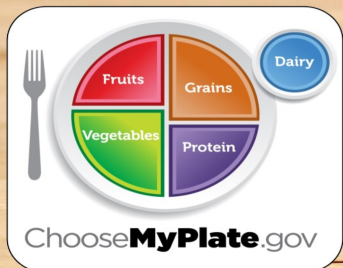 Fruits
Grains
Dairy
Vegetables
Protein
ChooseMyPlate.gov